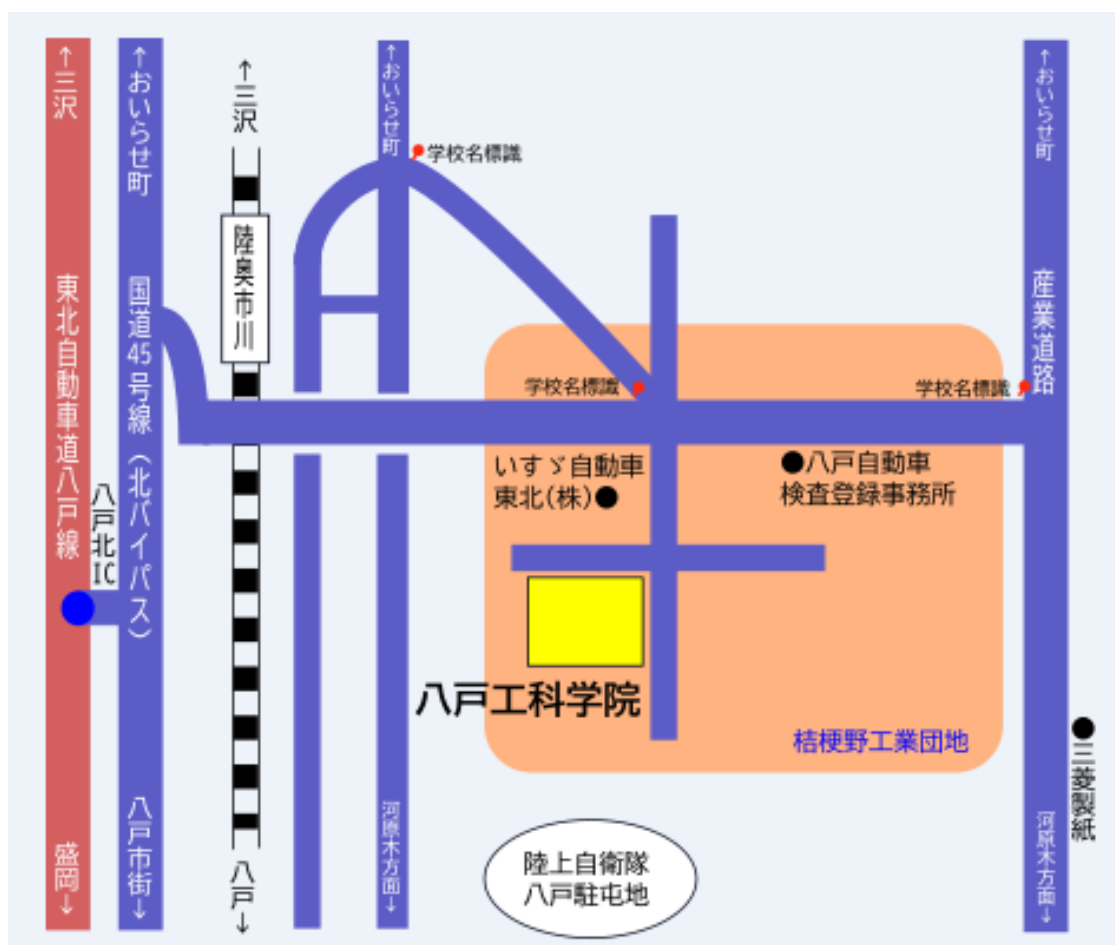 ↑三沢
東北自動車道八戸線
盛岡↓
↑おいらせ町
国道45号線(北バイパス)
八戸市街↓
八戸北IC
↑三沢
陸奥市川
八戸↓
↑おいらせ町
河原木方面↓
学校名標識
学校名標識
学校名標識
いすゞ自動車
東北(株)●
●八戸自動車
検査登録事務所
八戸工科学院
桔梗野工業団地
陸上自衛隊
八戸駐屯地
↑おいらせ町
産業道路
河原木方面↓
●三菱製紙